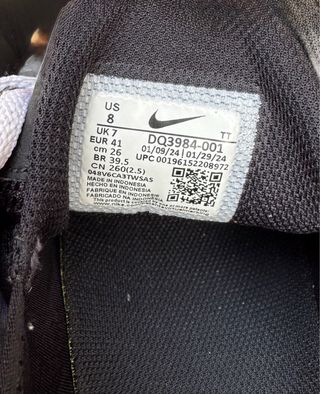 US
8
UK 7
EUR 41
cm 26
BR 39.5
CN 260(2.5)
TT
DQ3984-001
01/09/24 01/29/24
UPC 00196152208972
048V6CA3TWSAS
MADE IN INDONESIA
HECHO EN INDONESIA
FABRIQUE EN INDONESIE
FABRICADO NA INDONESIA